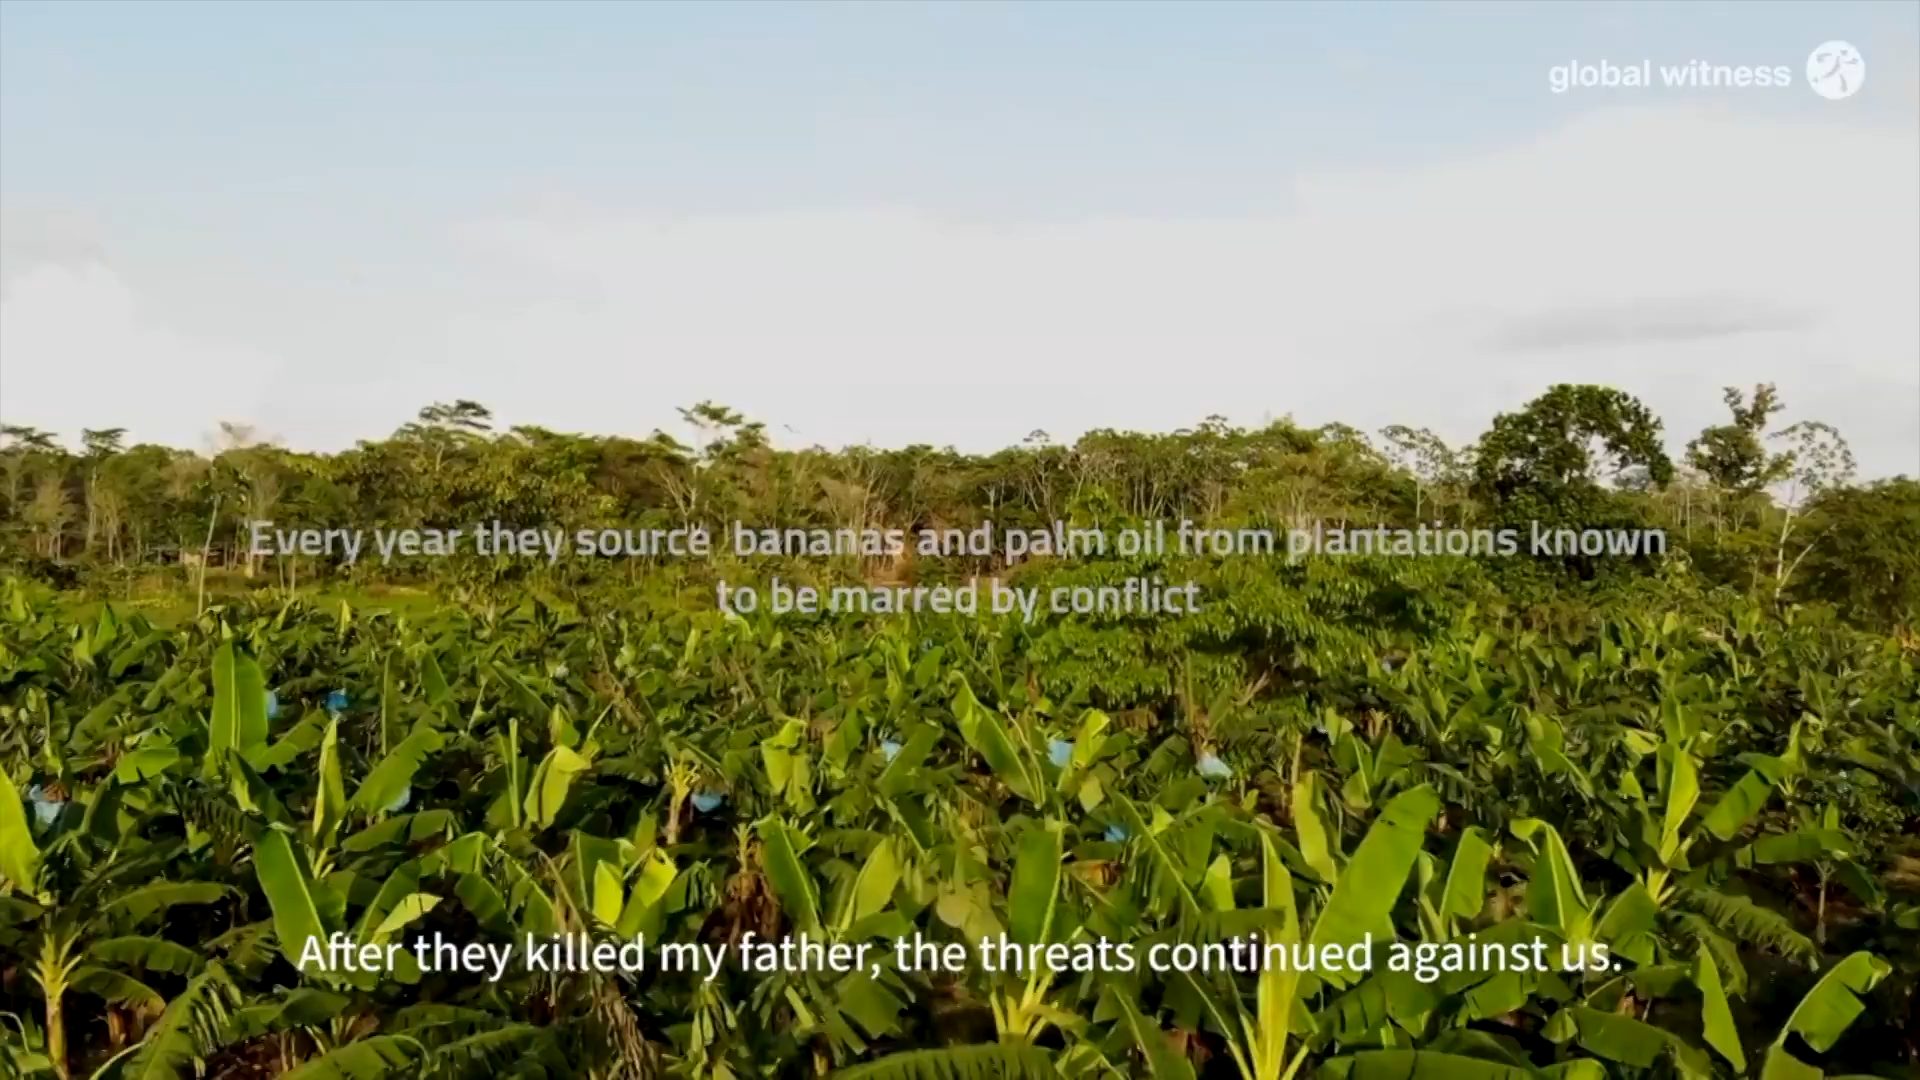 global witness
Every year they source bananas and palm oil from plantations known
to be marred by conflict
After they killed my father, the threats continued against us.